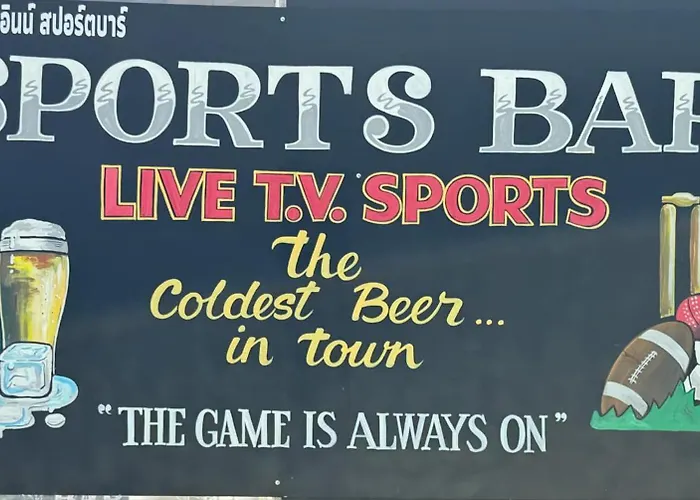 อินน์ สปอร์ตบาร์
SPORTS BAR
LIVE T.V. SPORTS
the
Coldest Beer...
in town
"THE GAME IS ALWAYS ON"